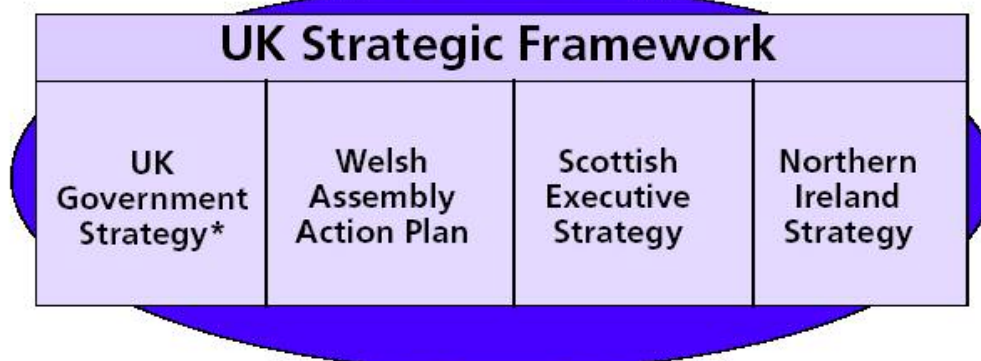 UK Strategic Framework
UK
Government
Strategy*
Welsh
Assembly
Action Plan
Scottish
Executive
Strategy
Northern
Ireland
Strategy